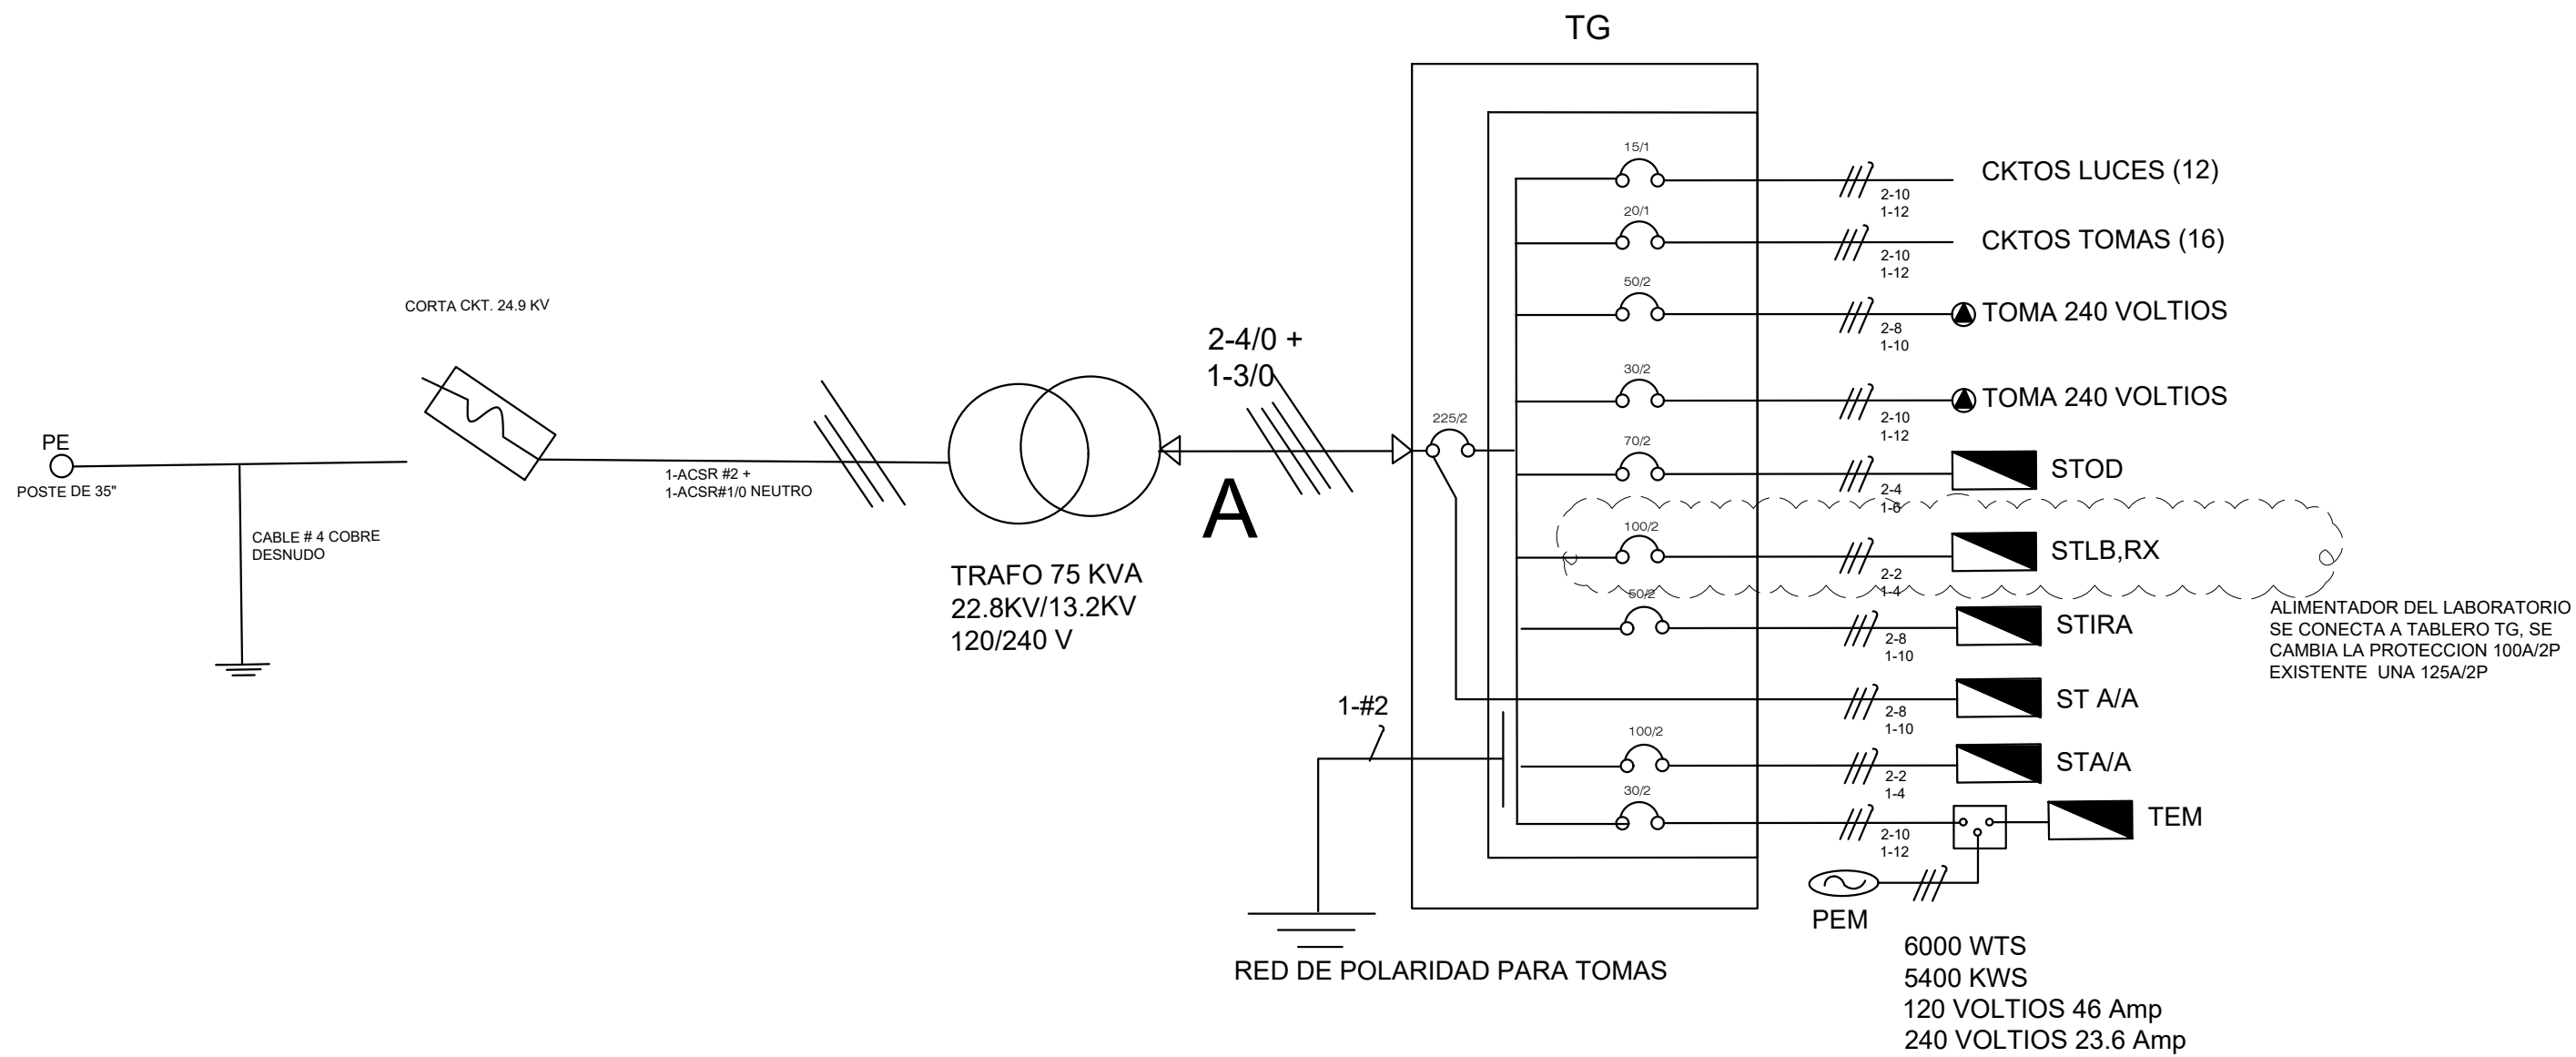 TG
15/1
2-10
1-12
CKTOS LUCES (12)
20/1
2-10
1-12
CKTOS TOMAS (16)
50/2
2-8
1-10
TOMA 240 VOLTIOS
30/2
2-10
1-12
TOMA 240 VOLTIOS
70/2
2-4
1-6
STOD
100/2
2-2
1-4
STLB,RX
50/2
2-8
1-10
STIRA
2-8
1-10
ST A/A
100/2
2-2
1-4
STA/A
30/2
2-10
1-12
TEM
PEM
6000 WTS
5400 KWS
120 VOLTIOS 46 Amp
240 VOLTIOS 23.6 Amp
ALIMENTADOR DEL LABORATORIO
SE CONECTA A TABLERO TG, SE
CAMBIA LA PROTECCION 100A/2P
EXISTENTE UNA 125A/2P
225/2
2-4/0 +
1-3/0
A
CORTA CKT. 24.9 KV
PE
POSTE DE 35"
CABLE # 4 COBRE
DESNUDO
1-ACSR #2 +
1-ACSR#1/0 NEUTRO
TRAFO 75 KVA
22.8KV/13.2KV
120/240 V
1-#2
RED DE POLARIDAD PARA TOMAS